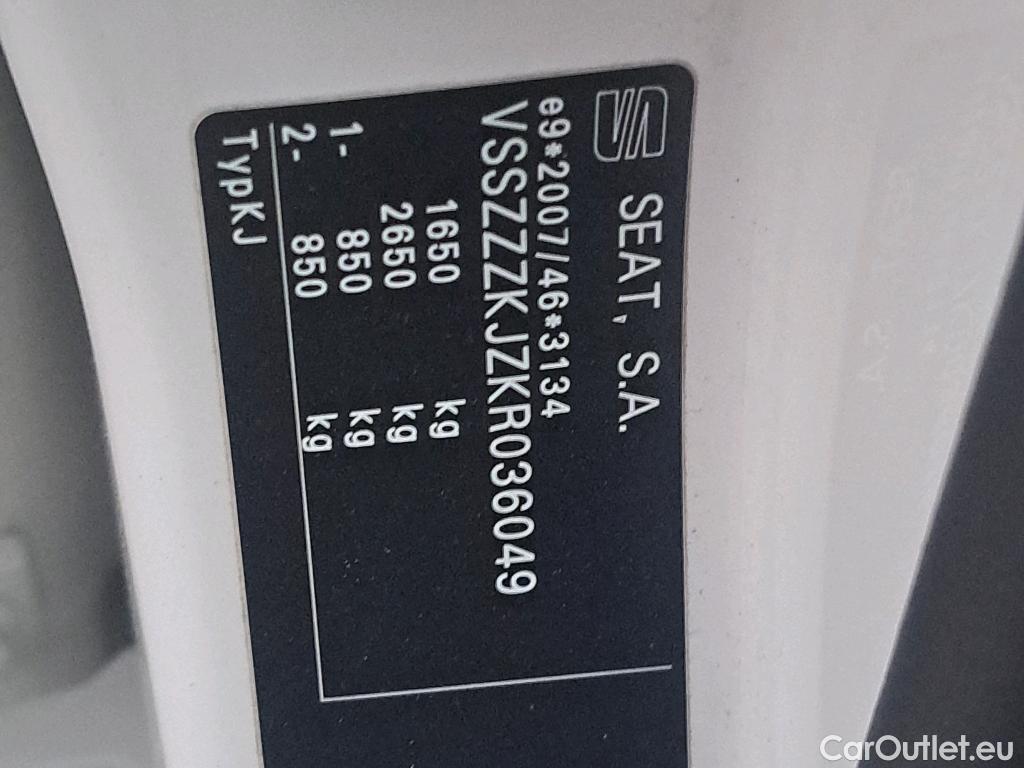 SEAT, S.A.
e9*2007/46*3134
VSSZZZKJZKR036049
1650 kg
2650 kg
1- 850 kg
2- 850 kg
TypKJ
CarOutlet.eu